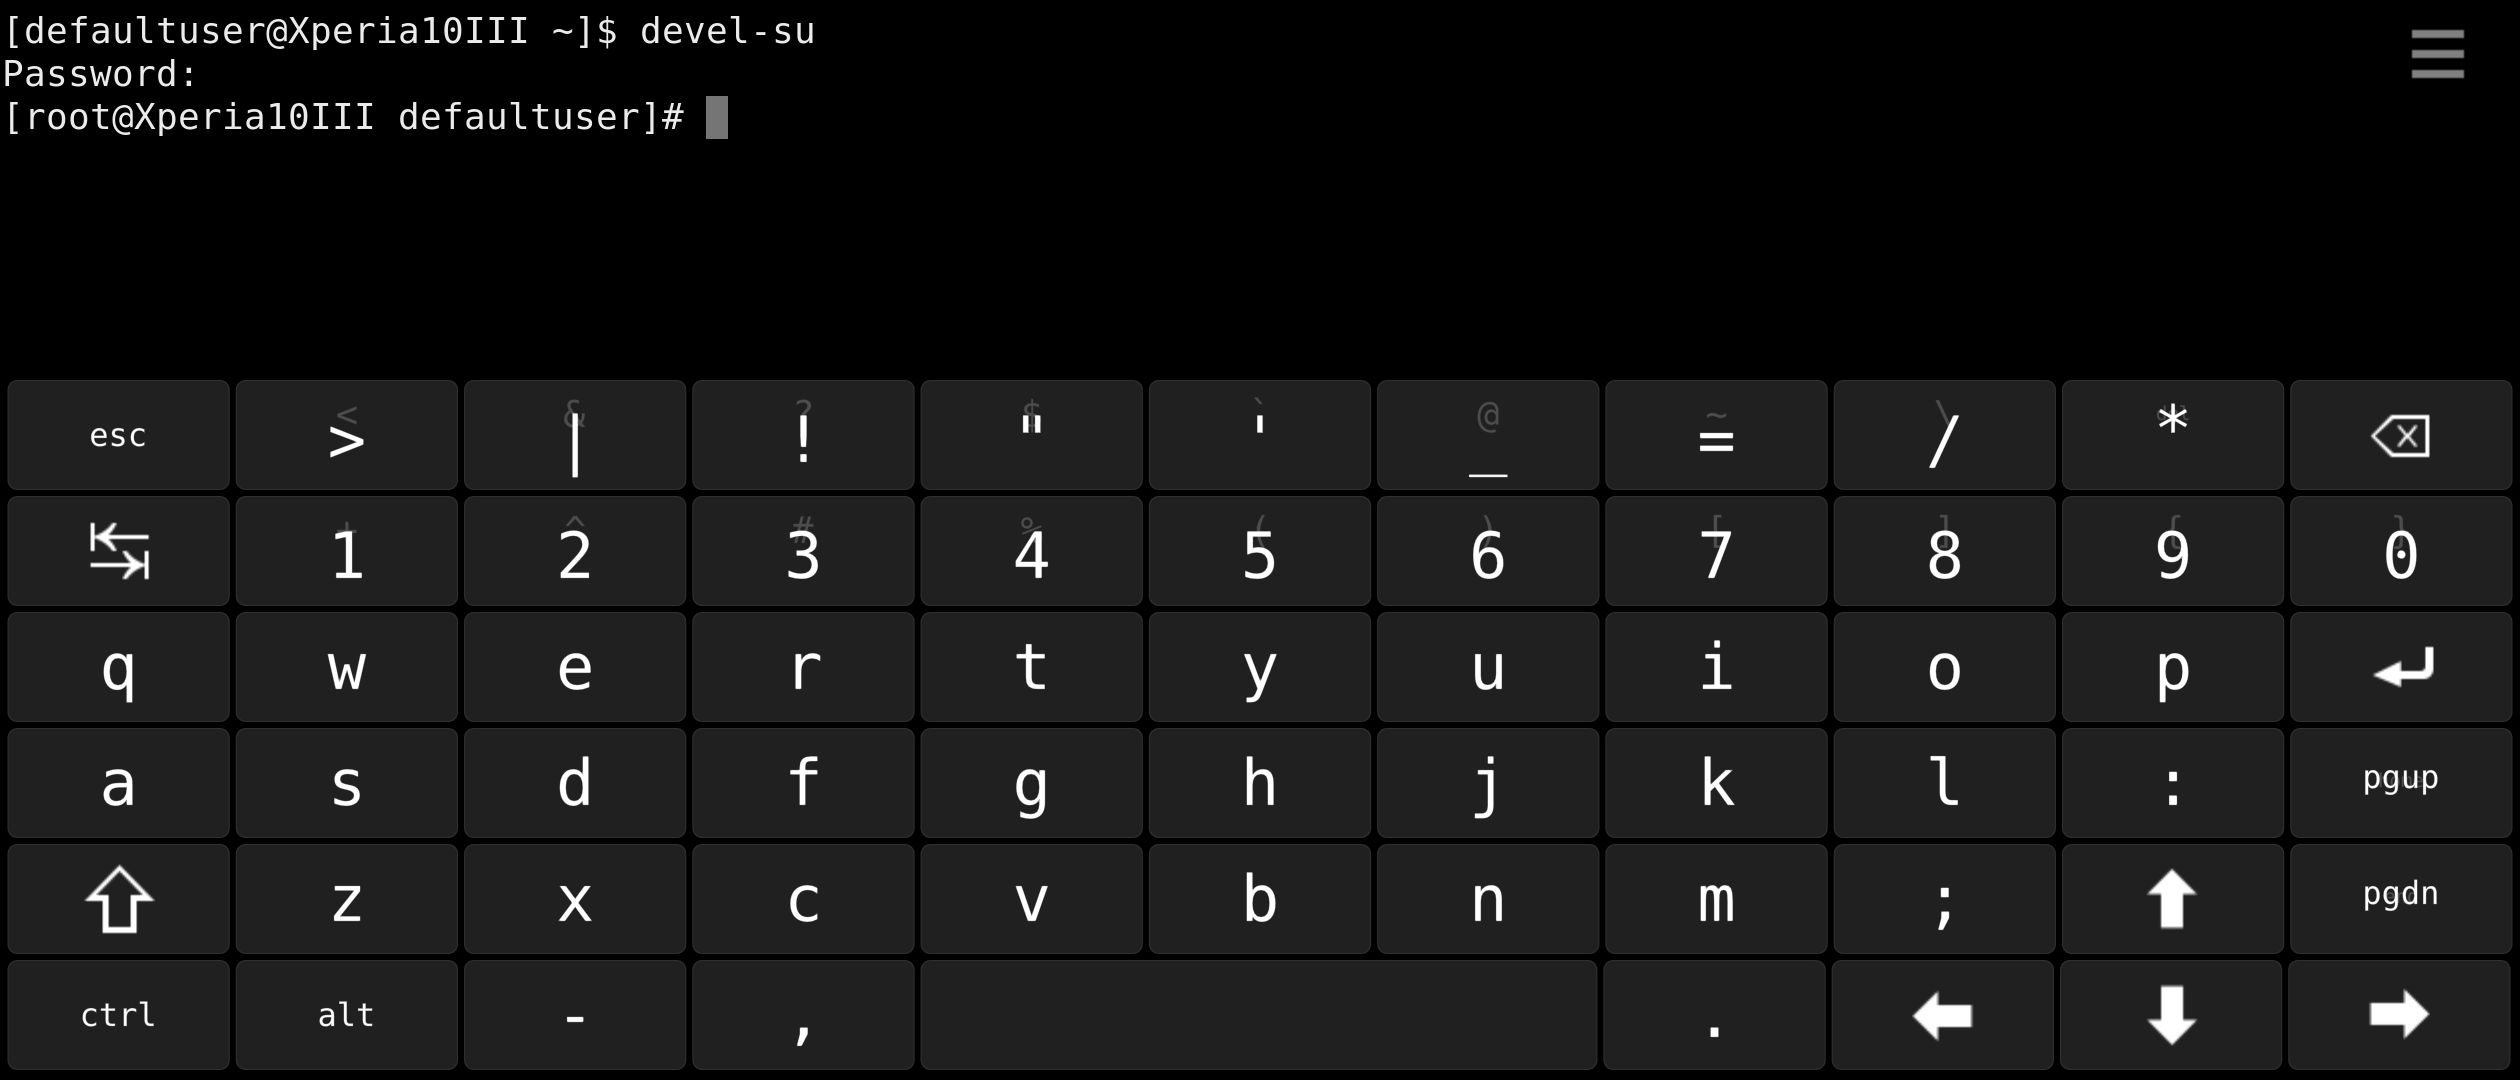 [defaultuser@Xperia10III ~]$ devel-su
Password:
[root@Xperia10III defaultuser]#
< & ? $ ` @ ~ \
esc > | ! " ' _ = / *
+ ^ # % ( ) [ ] { }
1 2 3 4 5 6 7 8 9 0
q w e r t y u i o p
a s d f g h j k l : pgup
z x c v b n m ; pgdn
ctrl alt - , .